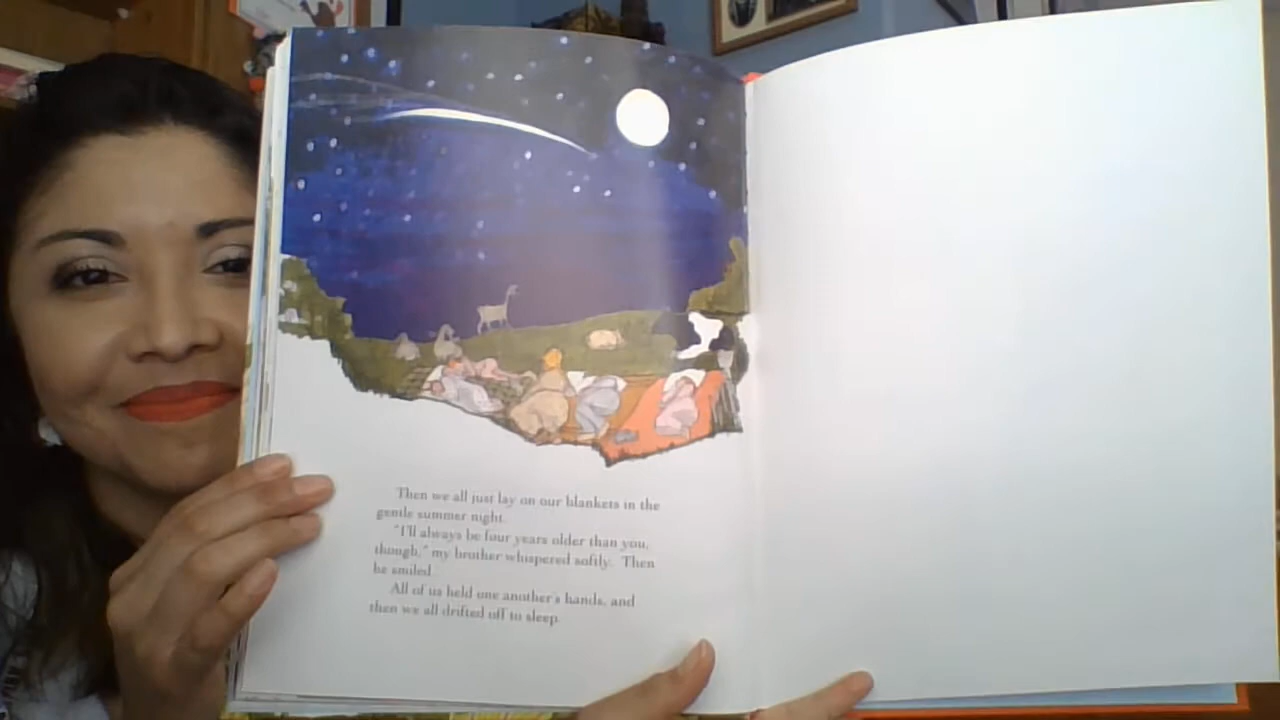 Then we all just lay on our blankets in the
gentle summer night.
"I'll always be four years older than you,
though," my brother whispered softly. Then
he smiled.
All of us held one another's hands, and
then we all drifted off to sleep.